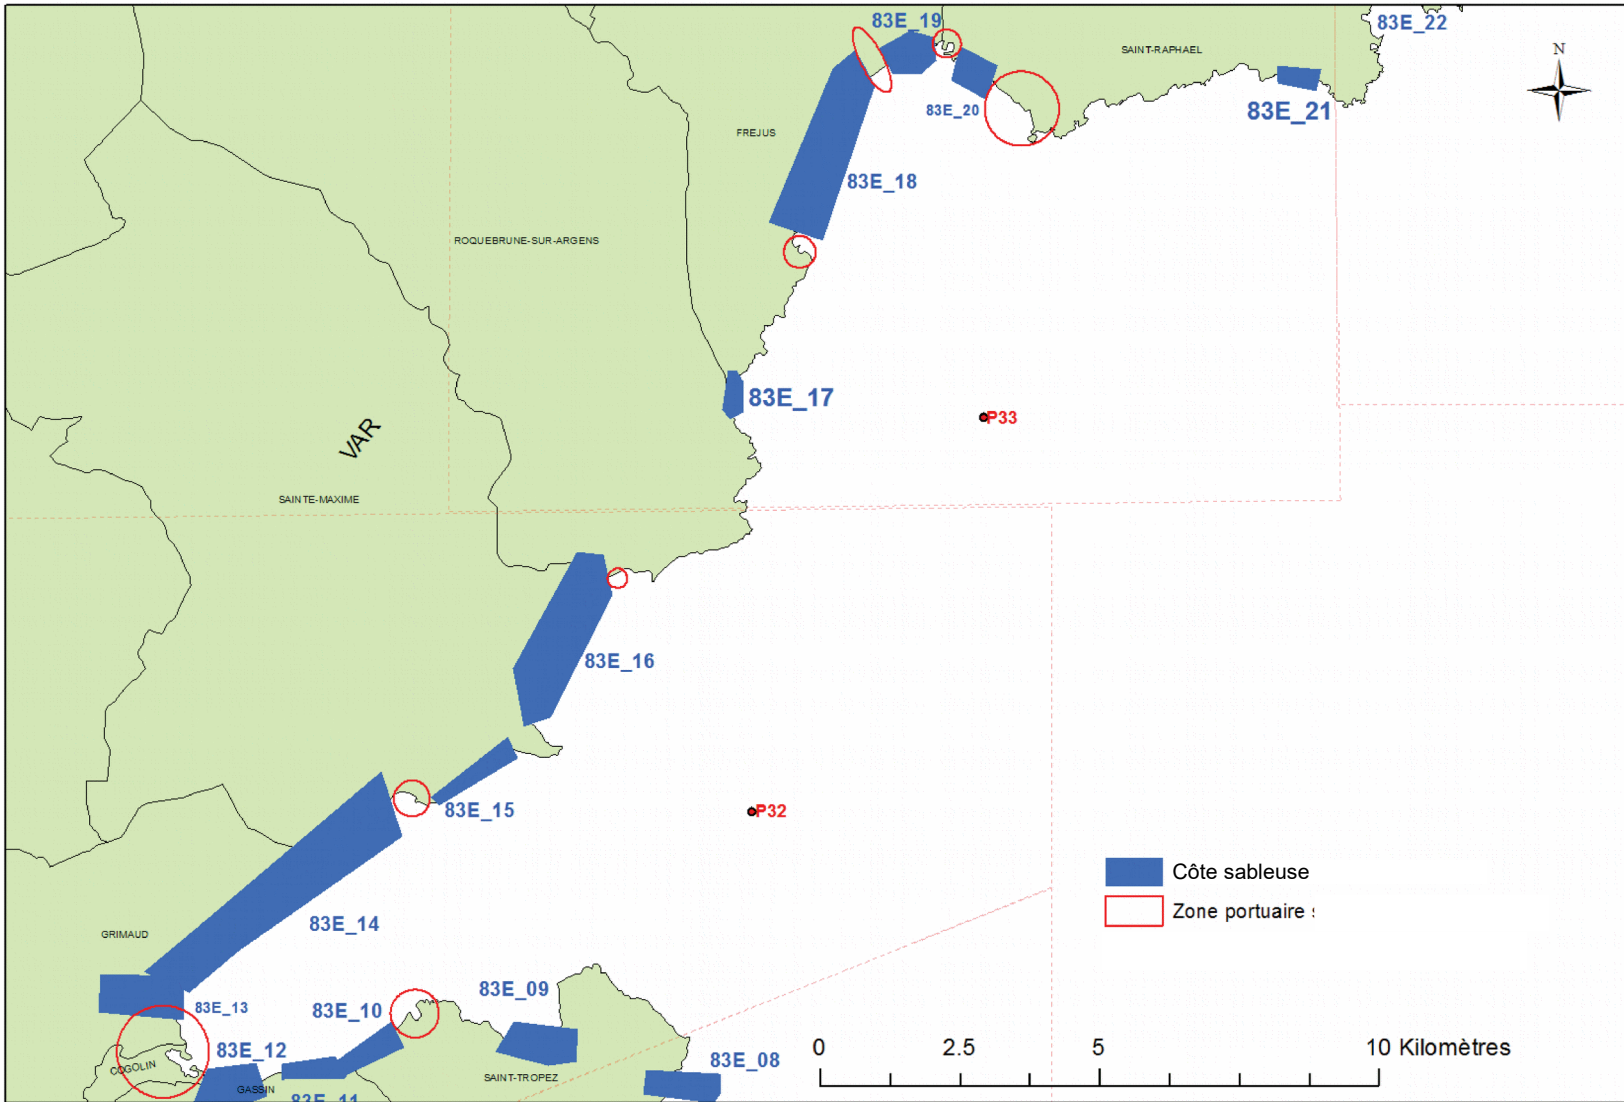 83E_19
83E_22
N
SAINT-RAPHAEL
83E_20
83E_21
FREJUS
83E_18
ROQUEBRUNE-SUR-ARGENS
83E_17
P33
VAR
SAINTE-MAXIME
83E_16
83E_15
P32
Côte sableuse
Zone portuaire
83E_14
GRIMAUD
83E_09
83E_13
83E_10
83E_12
0 2.5 5 10 Kilomètres
83E_08
COGOLIN
SAINT-TROPEZ
GASSIN
83E_11